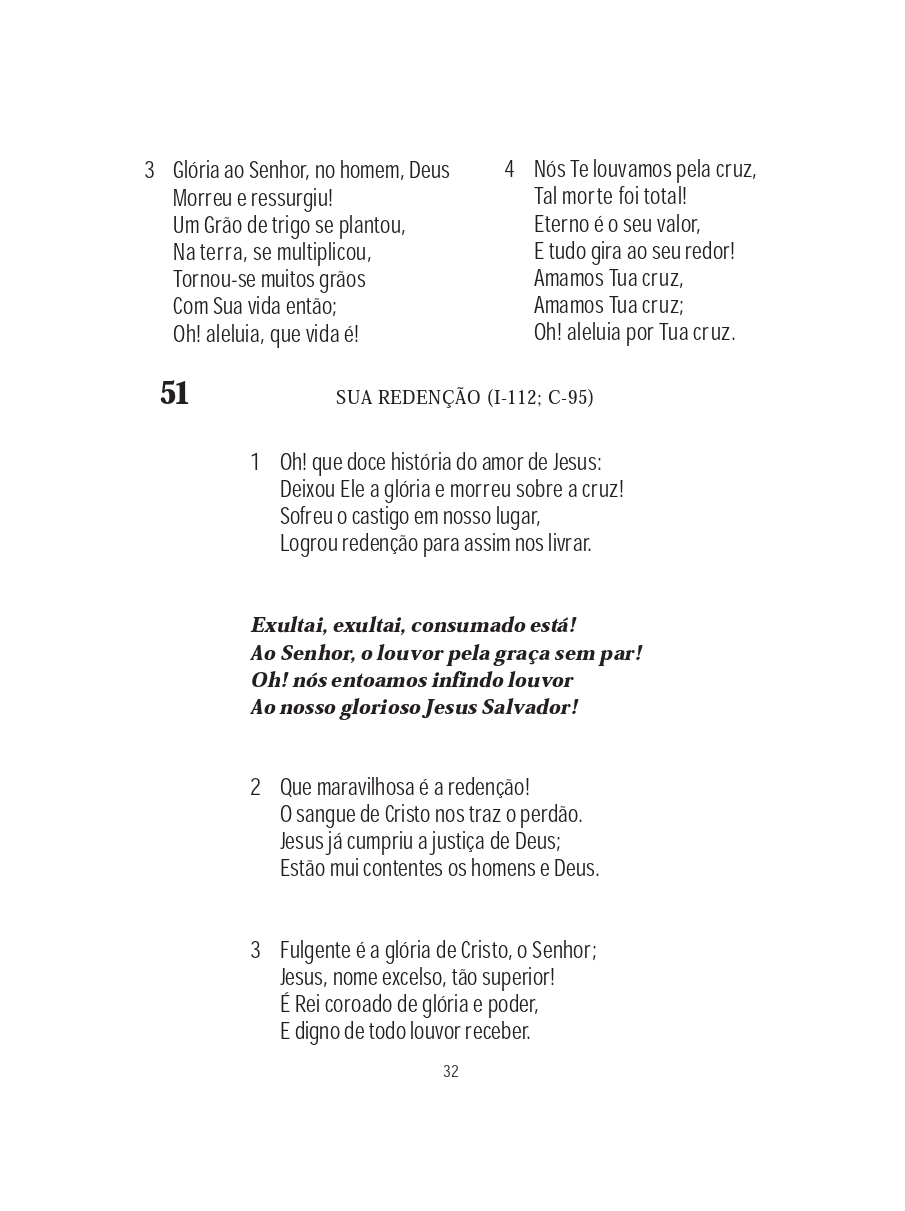 3 Glória ao Senhor, no homem, Deus
Morreu e ressurgiu!
Um Grão de trigo se plantou,
Na terra, se multiplicou,
Tornou-se muitos grãos
Com Sua vida então;
Oh! aleluia, que vida é!
4 Nós Te louvamos pela cruz,
Tal morte foi total!
Eterno é o seu valor,
E tudo gira ao seu redor!
Amamos Tua cruz,
Amamos Tua cruz;
Oh! aleluia por Tua cruz.
51 SUA REDENÇÃO (I-112; C-95)
1 Oh! que doce história do amor de Jesus:
Deixou Ele a glória e morreu sobre a cruz!
Sofreu o castigo em nosso lugar,
Logrou redenção para assim nos livrar.
Exultai, exultai, consumado está!
Ao Senhor, o louvor pela graça sem par!
Oh! nós entoamos infindo louvor
Ao nosso glorioso Jesus Salvador!
2 Que maravilhosa é a redenção!
O sangue de Cristo nos traz o perdão.
Jesus já cumpriu a justiça de Deus;
Estão mui contentes os homens e Deus.
3 Fulgente é a glória de Cristo, o Senhor;
Jesus, nome excelso, tão superior!
É Rei coroado de glória e poder,
E digno de todo louvor receber.
32